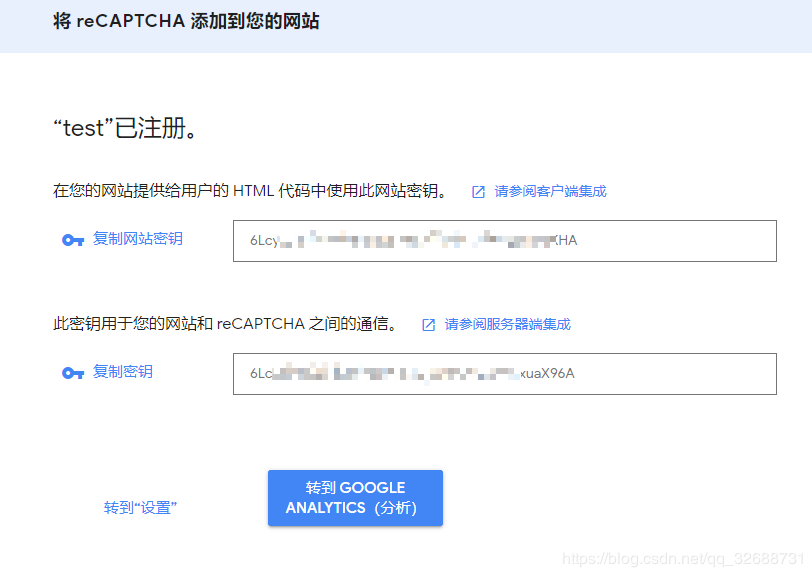 将 reCAPTCHA 添加到您的网站
“test”已注册。
在您的网站提供给用户的 HTML 代码中使用此网站密钥。 请参阅客户端集成
复制网站密钥 6Lcy HA
此密钥用于您的网站和 reCAPTCHA 之间的通信。 请参阅服务器端集成
复制密钥 6Lc xuaX96A
转到“设置”
转到 GOOGLE
ANALYTICS（分析）
https://blog.csdn.net/qq_32688731